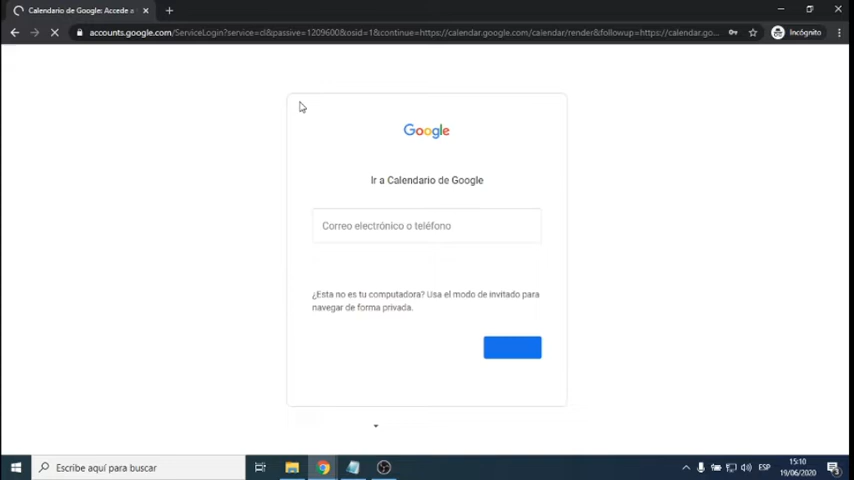 Calendario de Google: Accede a
accounts.google.com/ServiceLogin?service=cl&passive=1209600&osid=1&continue=https://calendar.google.com/calendar/render&followup=https://calendar.go...
Incógnito
Google
Ir a Calendario de Google
Correo electrónico o teléfono
¿Esta no es tu computadora? Usa el modo de invitado para
navegar de forma privada.
Escribe aquí para buscar
ESP
15:10
19/06/2020
3